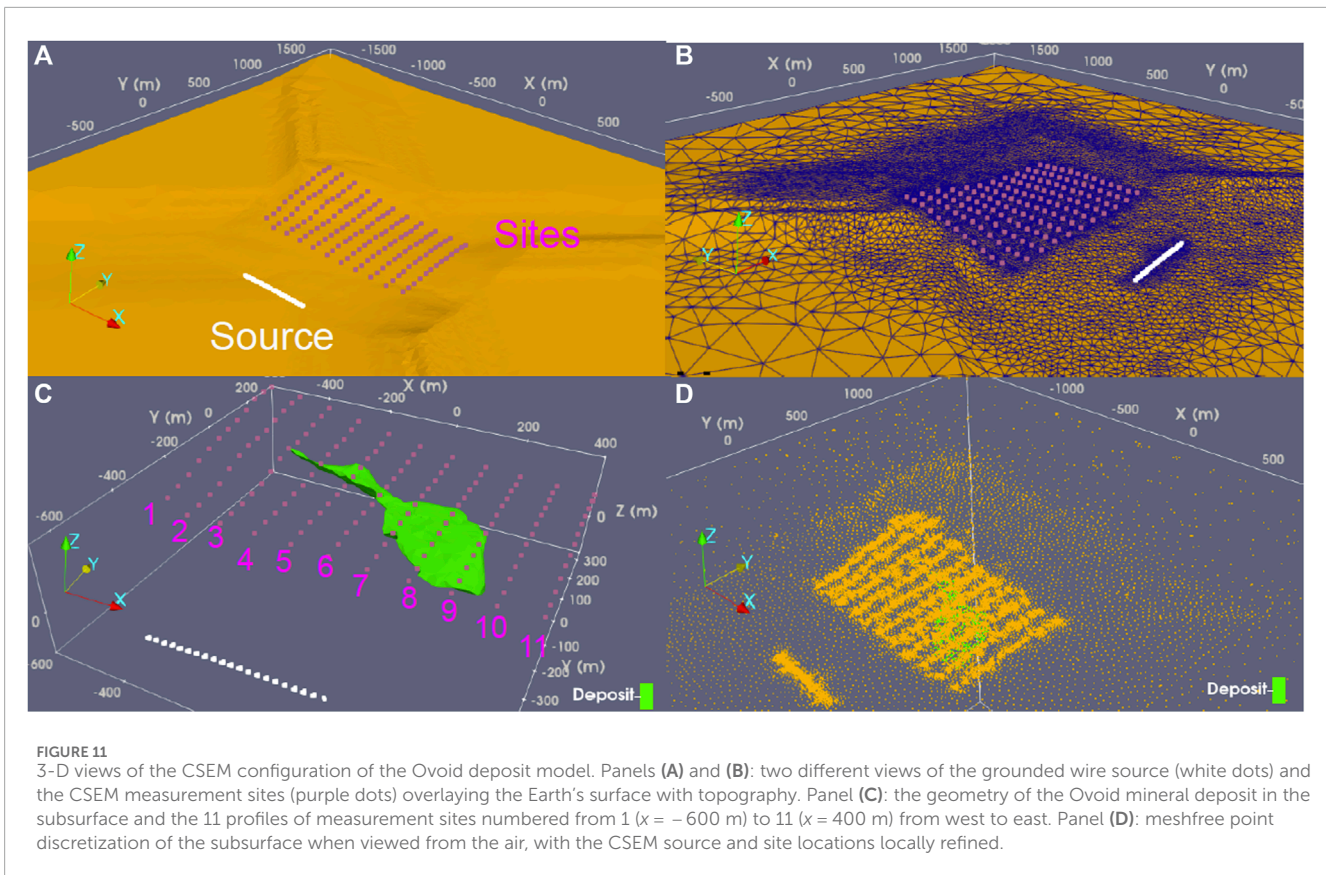 A
1500
-1500
1000
-1000
Y (m)
X (m)
500
-500
0
0
-500
500
Z
Y
X
Sites
Source
B
1500
1500
X (m)
1000
1000
0
500
500
Y (m)
-500
0
Z
Y
X
C
200
X (m)
-400
Y (m)
0
-200
-200
0
200
400
-400
Z (m)
0
-600
1
2
3
4
5
6
7
8
9
10
11
300
200
100
0
-100
Y (m)
-200
-300
Z
Y
X
0
-600
-400
Deposit
D
1000
-1000
Y (m)
500
-500
X (m)
0
0
500
Z
Y
X
Deposit
FIGURE 11
3-D views of the CSEM configuration of the Ovoid deposit model. Panels (A) and (B): two different views of the grounded wire source (white dots) and
the CSEM measurement sites (purple dots) overlaying the Earth's surface with topography. Panel (C): the geometry of the Ovoid mineral deposit in the
subsurface and the 11 profiles of measurement sites numbered from 1 (x = −600 m) to 11 (x = 400 m) from west to east. Panel (D): meshfree point
discretization of the subsurface when viewed from the air, with the CSEM source and site locations locally refined.